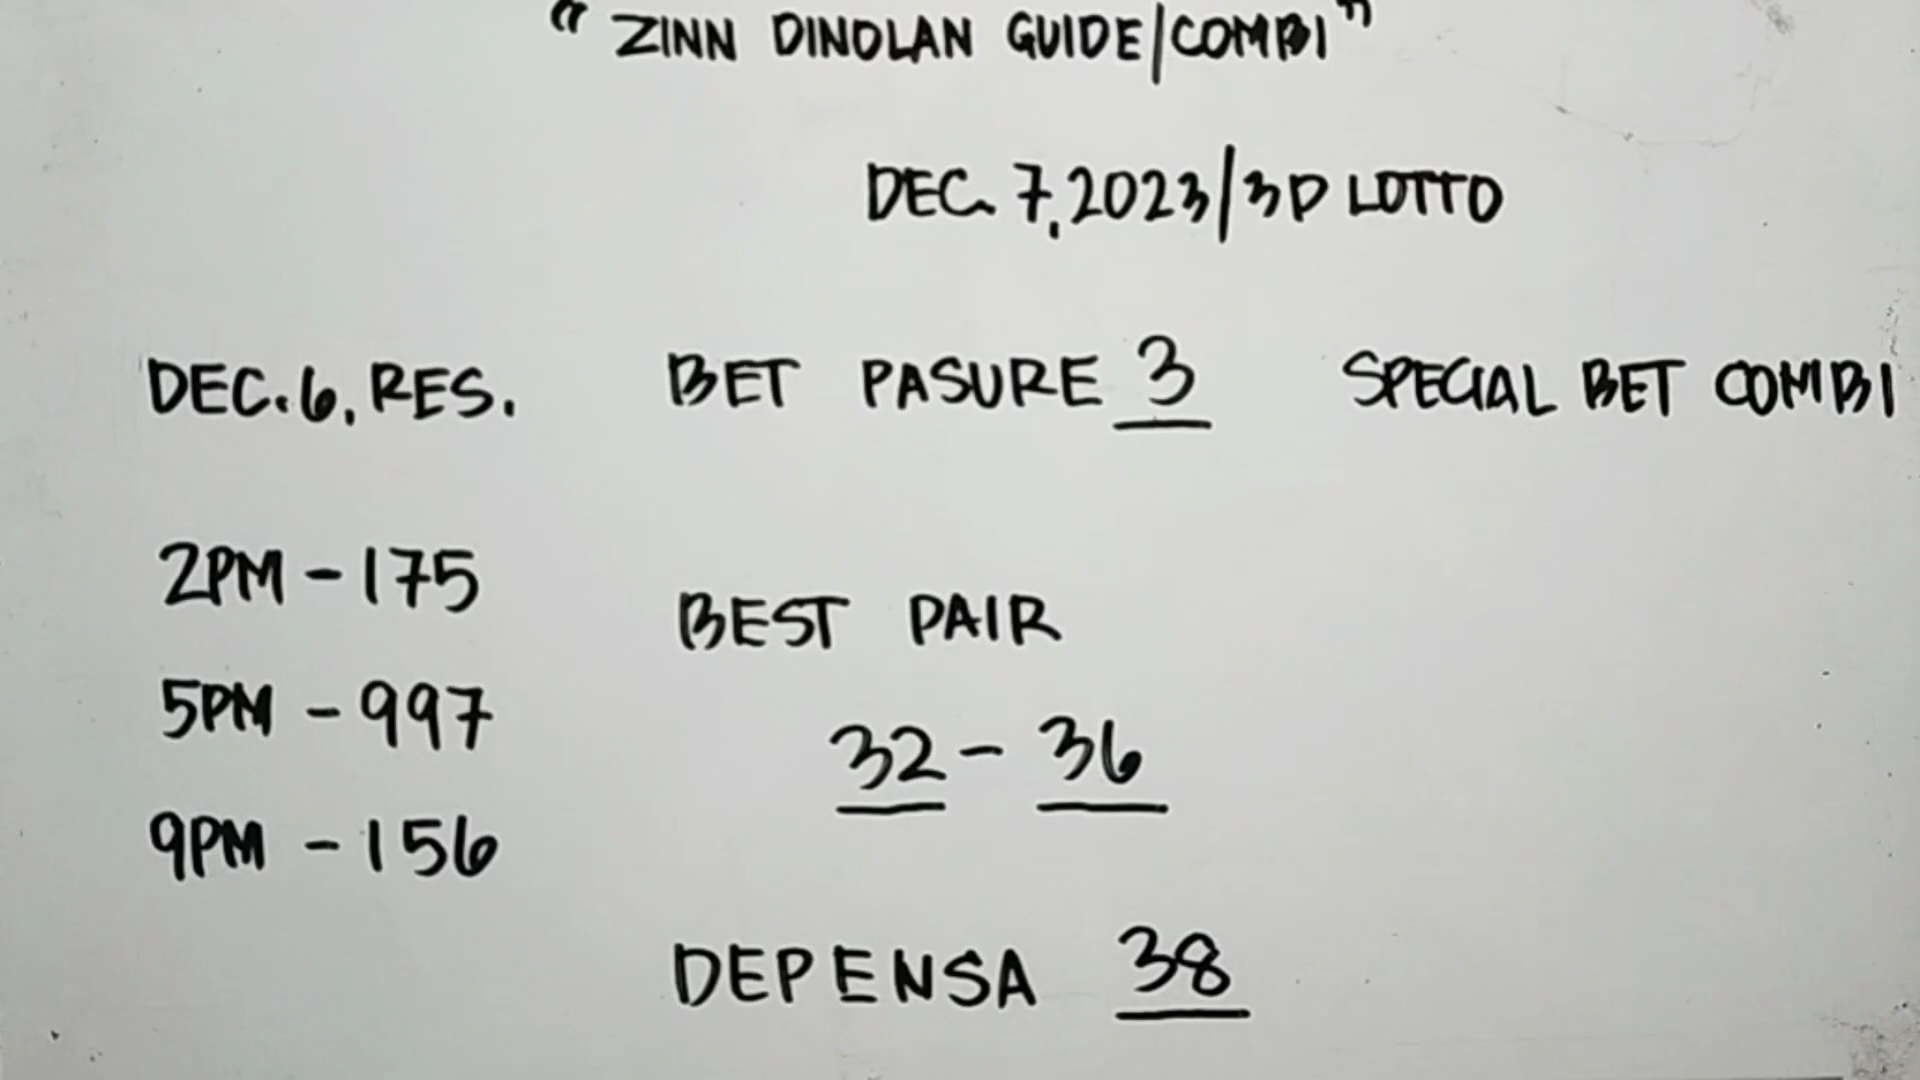 "ZINN DINOLAN GUIDE/COMBI"
DEC. 7, 2023/3D LOTTO
DEC. 6, RES.
2PM - 175
5PM - 997
9PM - 156
BET PASURE 3
BEST PAIR
32 - 36
DEPENSA 38
SPECIAL BET COMBI